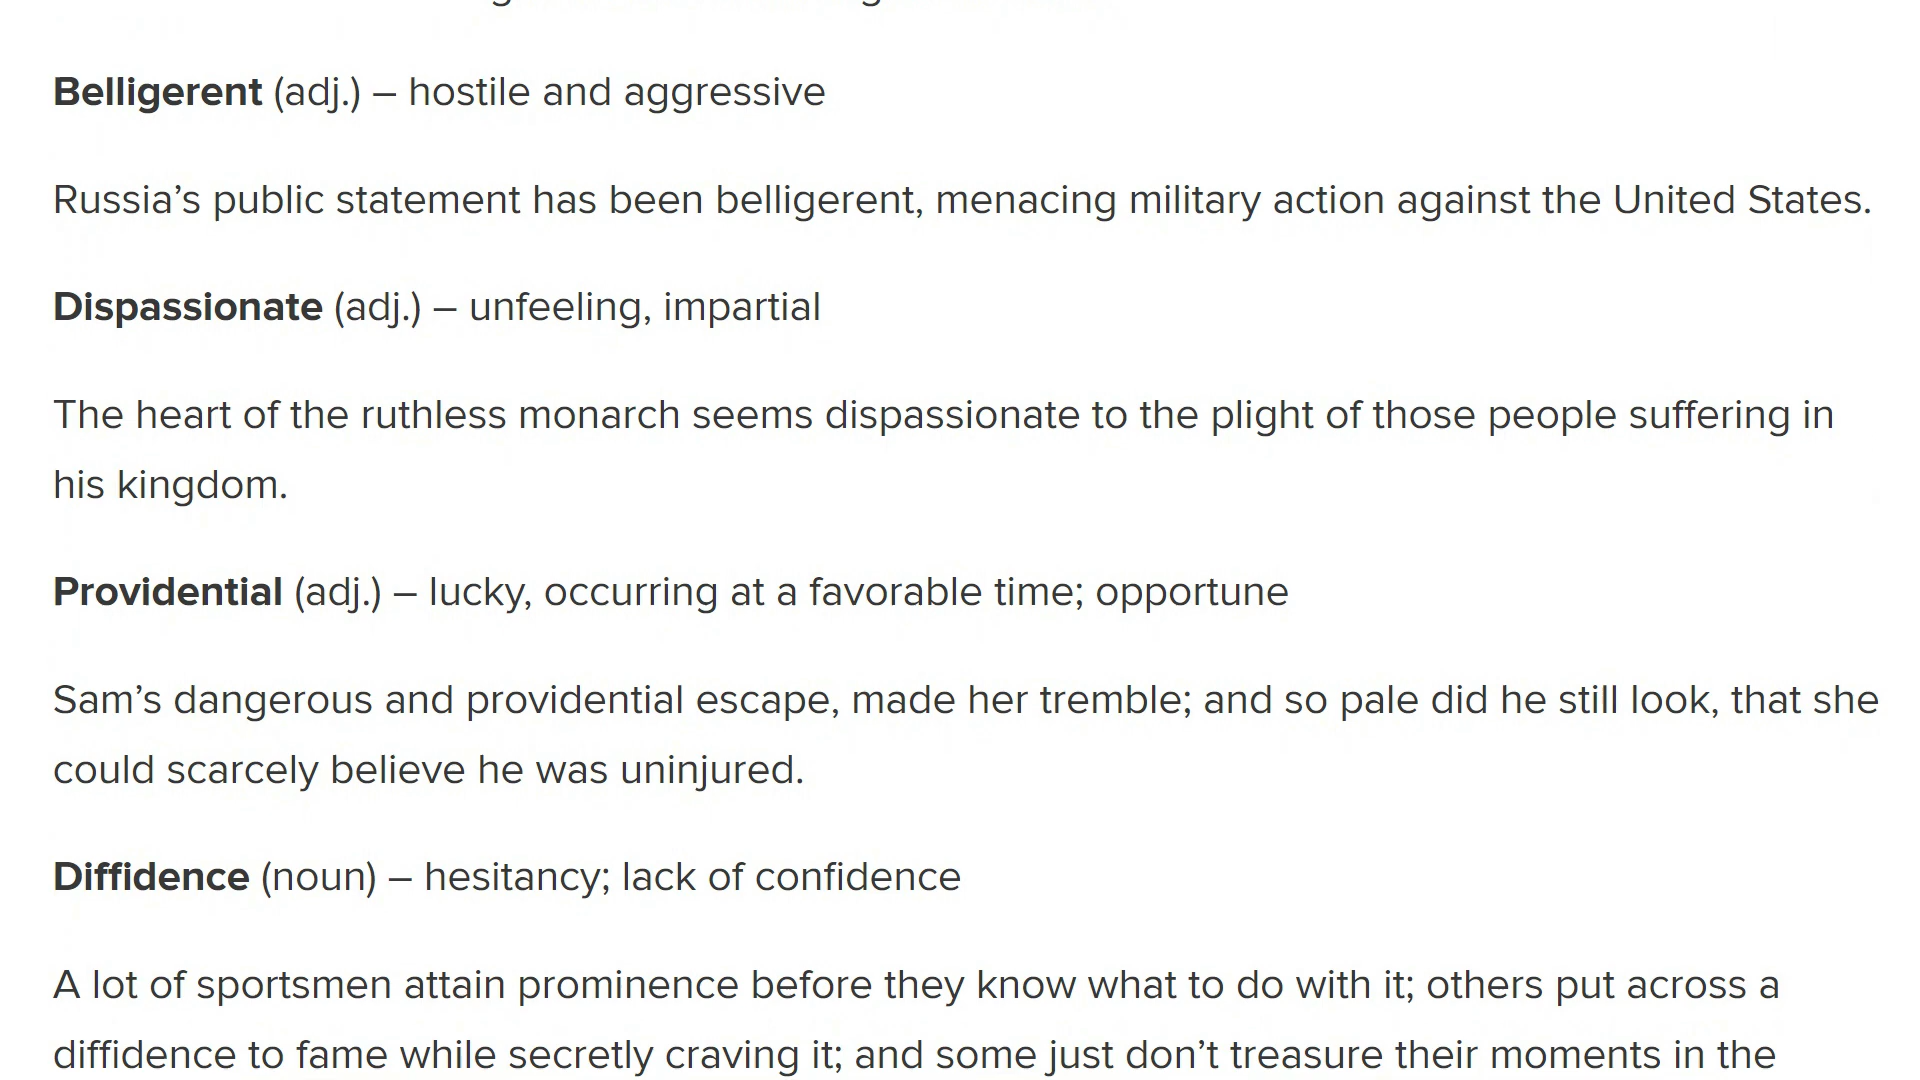 Belligerent (adj.) – hostile and aggressive
Russia’s public statement has been belligerent, menacing military action against the United States.
Dispassionate (adj.) – unfeeling, impartial
The heart of the ruthless monarch seems dispassionate to the plight of those people suffering in
his kingdom.
Providential (adj.) – lucky, occurring at a favorable time; opportune
Sam’s dangerous and providential escape, made her tremble; and so pale did he still look, that she
could scarcely believe he was uninjured.
Diffidence (noun) – hesitancy; lack of confidence
A lot of sportsmen attain prominence before they know what to do with it; others put across a
diffidence to fame while secretly craving it; and some just don’t treasure their moments in the